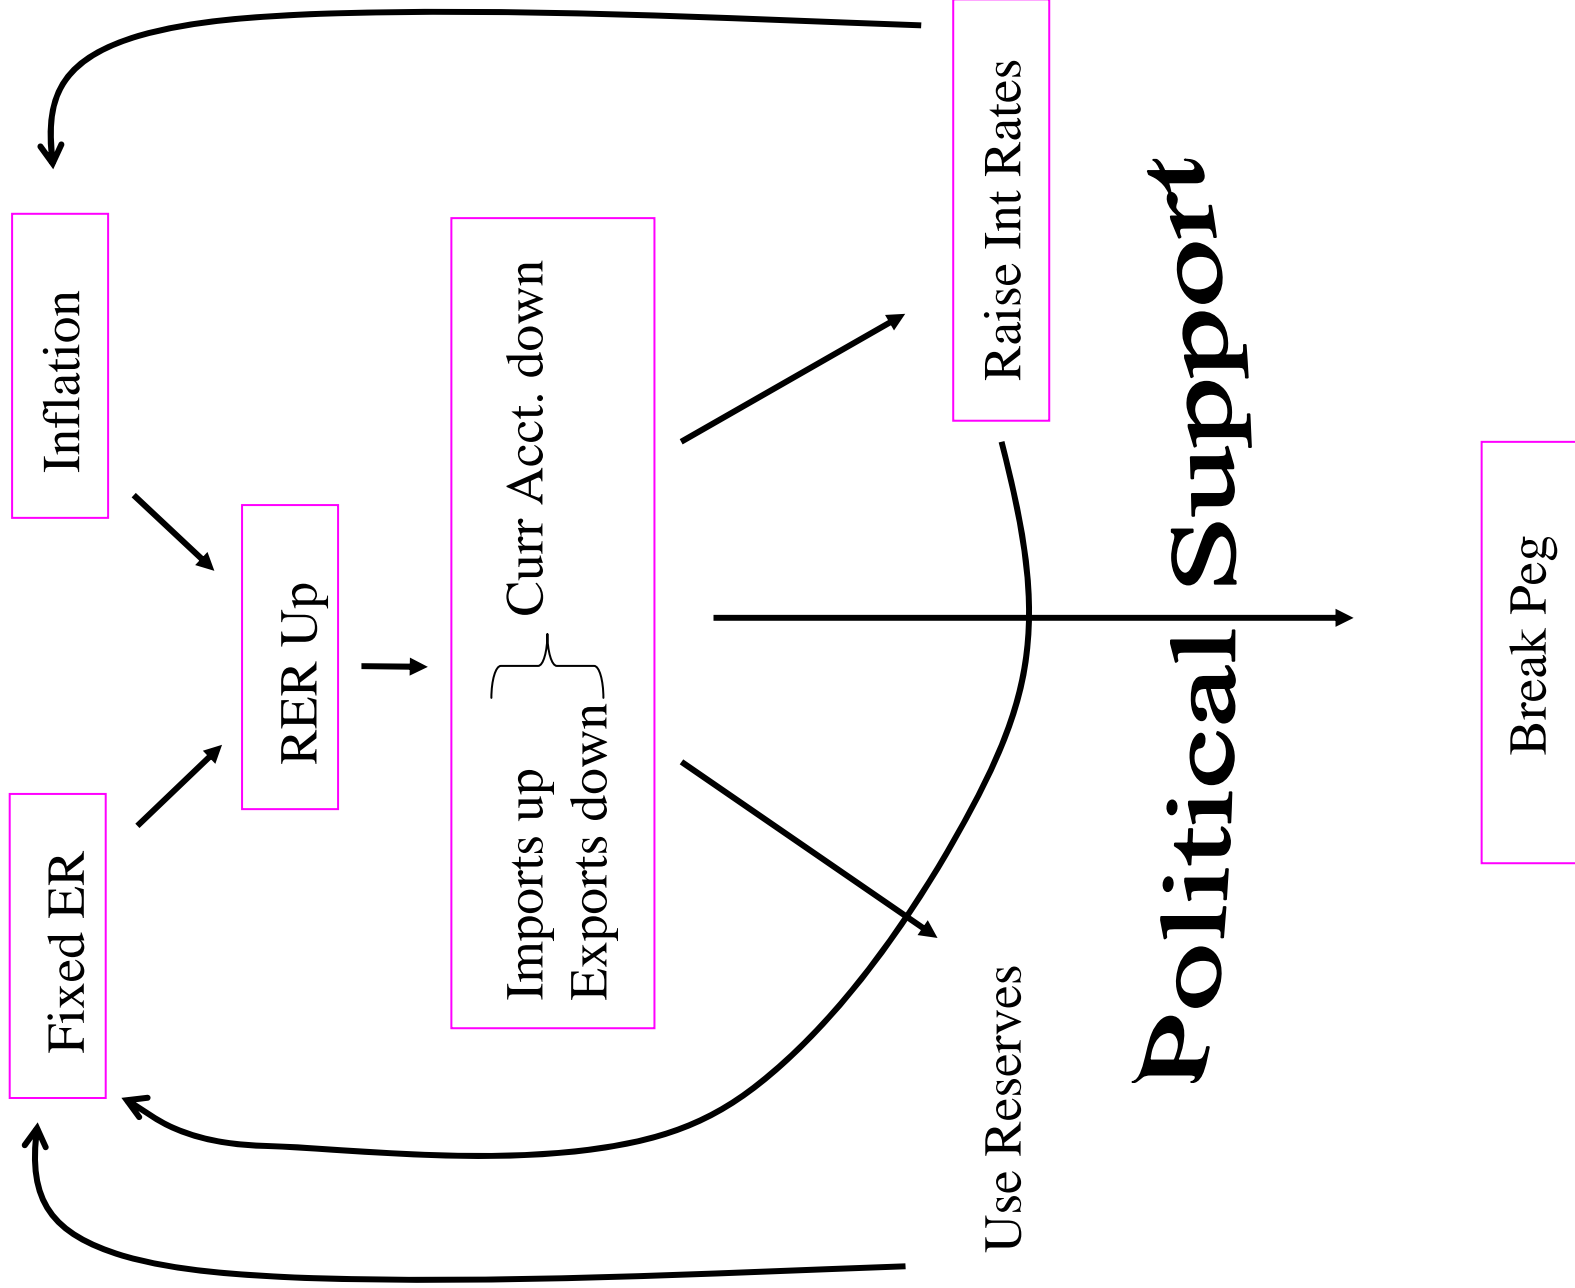 Fixed ER
Inflation
RER Up
Imports up
Exports down
Curr Acct. down
Use Reserves
Raise Int Rates
Political Support
Break Peg